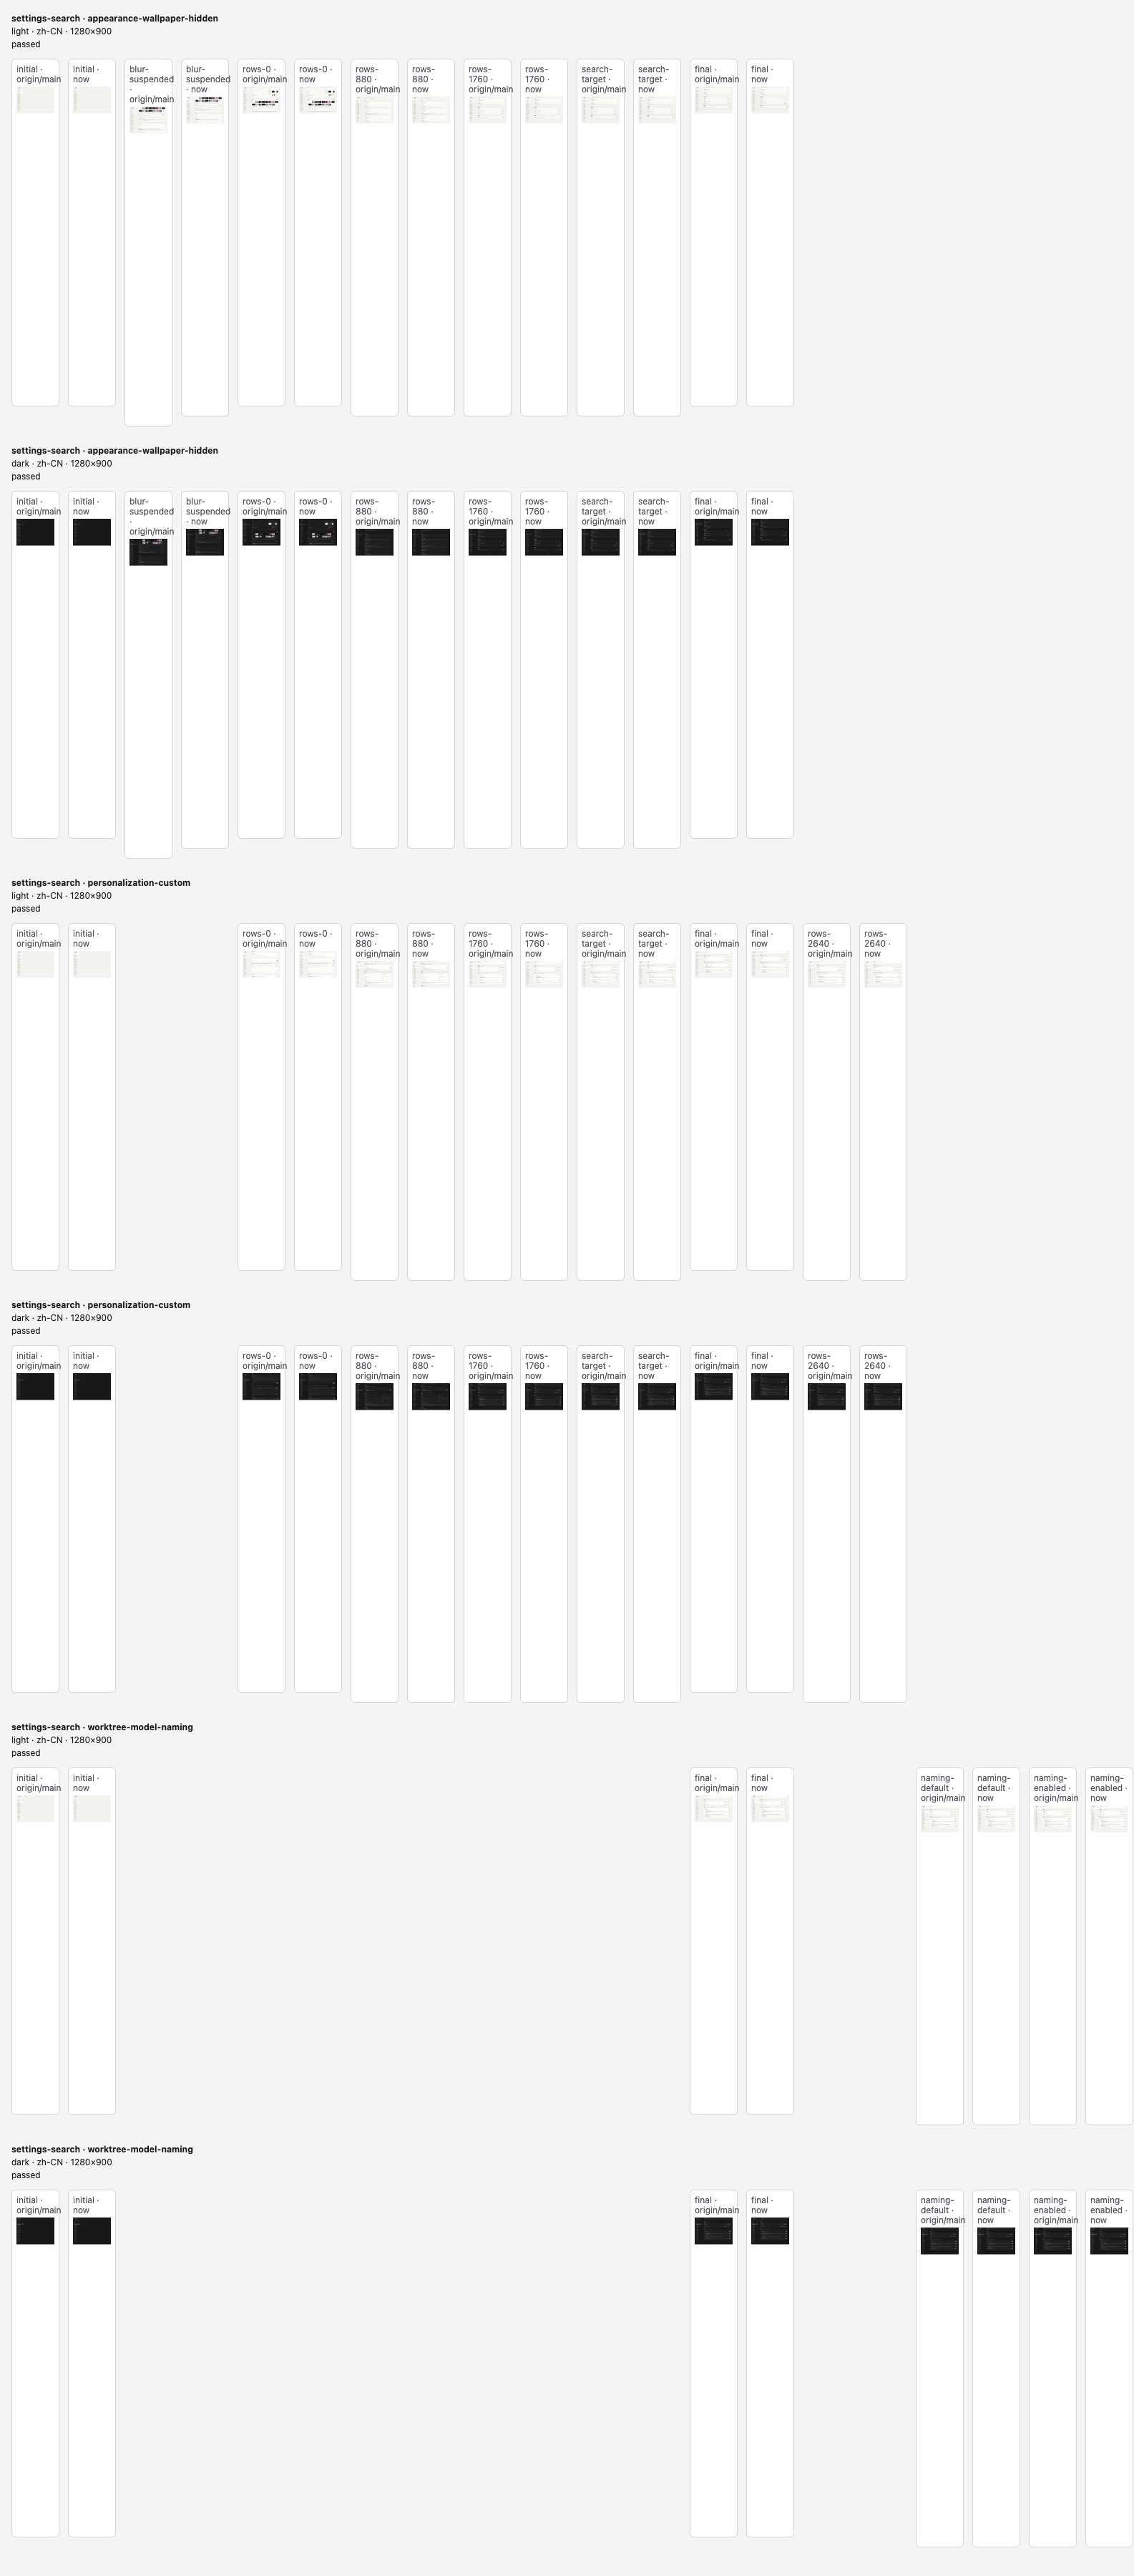 settings-search · appearance-wallpaper-hidden
light · zh-CN · 1280×900
passed
initial ·
origin/main
initial ·
now
blur-
suspended
·
origin/main
blur-
suspended
· now
rows-0 ·
origin/main
rows-0 ·
now
rows-
880 ·
origin/main
rows-
880 ·
now
rows-
1760 ·
origin/main
rows-
1760 ·
now
search-
target ·
origin/main
search-
target ·
now
final ·
origin/main
final ·
now
settings-search · appearance-wallpaper-hidden
dark · zh-CN · 1280×900
passed
initial ·
origin/main
initial ·
now
blur-
suspended
·
origin/main
blur-
suspended
· now
rows-0 ·
origin/main
rows-0 ·
now
rows-
880 ·
origin/main
rows-
880 ·
now
rows-
1760 ·
origin/main
rows-
1760 ·
now
search-
target ·
origin/main
search-
target ·
now
final ·
origin/main
final ·
now
settings-search · personalization-custom
light · zh-CN · 1280×900
passed
initial ·
origin/main
initial ·
now
rows-0 ·
origin/main
rows-0 ·
now
rows-
880 ·
origin/main
rows-
880 ·
now
rows-
1760 ·
origin/main
rows-
1760 ·
now
search-
target ·
origin/main
search-
target ·
now
final ·
origin/main
final ·
now
rows-
2640 ·
origin/main
rows-
2640 ·
now
settings-search · personalization-custom
dark · zh-CN · 1280×900
passed
initial ·
origin/main
initial ·
now
rows-0 ·
origin/main
rows-0 ·
now
rows-
880 ·
origin/main
rows-
880 ·
now
rows-
1760 ·
origin/main
rows-
1760 ·
now
search-
target ·
origin/main
search-
target ·
now
final ·
origin/main
final ·
now
rows-
2640 ·
origin/main
rows-
2640 ·
now
settings-search · worktree-model-naming
light · zh-CN · 1280×900
passed
initial ·
origin/main
initial ·
now
final ·
origin/main
final ·
now
naming-
default ·
origin/main
naming-
default ·
now
naming-
enabled ·
origin/main
naming-
enabled ·
now
settings-search · worktree-model-naming
dark · zh-CN · 1280×900
passed
initial ·
origin/main
initial ·
now
final ·
origin/main
final ·
now
naming-
default ·
origin/main
naming-
default ·
now
naming-
enabled ·
origin/main
naming-
enabled ·
now